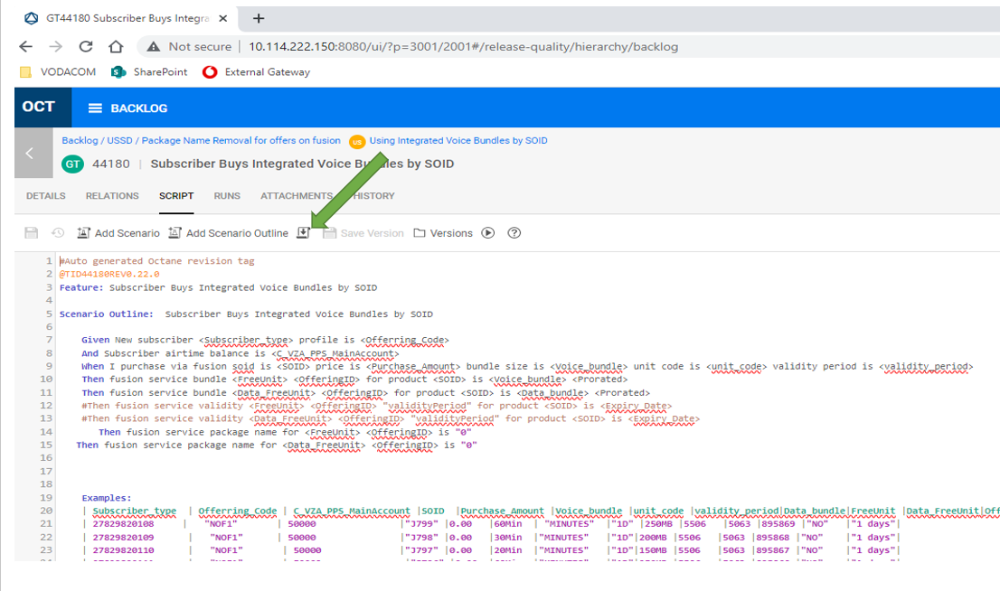 GT44180 Subscriber Buys Integra
Not secure | 10.114.222.150:8080/ui/?p=3001/2001#/release-quality/hierarchy/backlog
VODACOM SharePoint External Gateway
OCT BACKLOG
Backlog / USSD / Package Name Removal for offers on fusion US Using Integrated Voice Bundles by SOID
GT 44180 | Subscriber Buys Integrated Voice Bundles by SOID
DETAILS RELATIONS SCRIPT RUNS ATTACHMENTS HISTORY
Add Scenario Add Scenario Outline Save Version Versions
1 #Auto generated Octane revision tag
2 @TID44180REV0.22.0
3 Feature: Subscriber Buys Integrated Voice Bundles by SOID
4
5 Scenario Outline: Subscriber Buys Integrated Voice Bundles by SOID
6
7 Given New subscriber <Subscriber_type> profile is <Offerring_Code>
8 And Subscriber airtime balance is <C_VZA_PPS_MainAccount>
9 When I purchase via fusion soid is <SOID> price is <Purchase_Amount> bundle size is <Voice_bundle> unit code is <unit_code> validity period is <validity_period>
10 Then fusion service bundle <FreeUnit> <OfferingID> for product <SOID> is <Voice_bundle> <Prorated>
11 Then fusion service bundle <Data_FreeUnit> <OfferingID> for product <SOID> is <Data_bundle> <Prorated>
12 #Then fusion service validity <FreeUnit> <OfferingID> "validityPeriod" for product <SOID> is <Expiry_Date>
13 #Then fusion service validity <Data_FreeUnit> <OfferingID> "validityPeriod" for product <SOID> is <Expiry_Date>
14 Then fusion service package name for <FreeUnit> <OfferingID> is "0"
15 Then fusion service package name for <Data_FreeUnit> <OfferingID> is "0"
16
17
18
19 Examples:
20 | Subscriber_type | Offerring_Code | C_VZA_PPS_MainAccount |SOID |Purchase_Amount |Voice_bundle |unit_code |validity_period|Data_bundle|FreeUnit |Data_FreeUnit|Off
21 | 27829820108 | "NOF1" | 50000 |"J799" |0.00 |60Min | "MINUTES" |"1D"|250MB |5506 |5063 |895869 |"NO" |"1 days"|
22 | 27829820109 | "NOF1" | 50000 |"J798" |0.00 |30Min |"MINUTES" |"1D"|200MB |5506 |5063 |895868 |"NO" |"1 days"|
23 | 27829820110 | "NOF1" | 50000 |"J797" |0.00 |20Min |"MINUTES" |"1D"|150MB |5506 |5063 |895867 |"NO" |"1 days"|